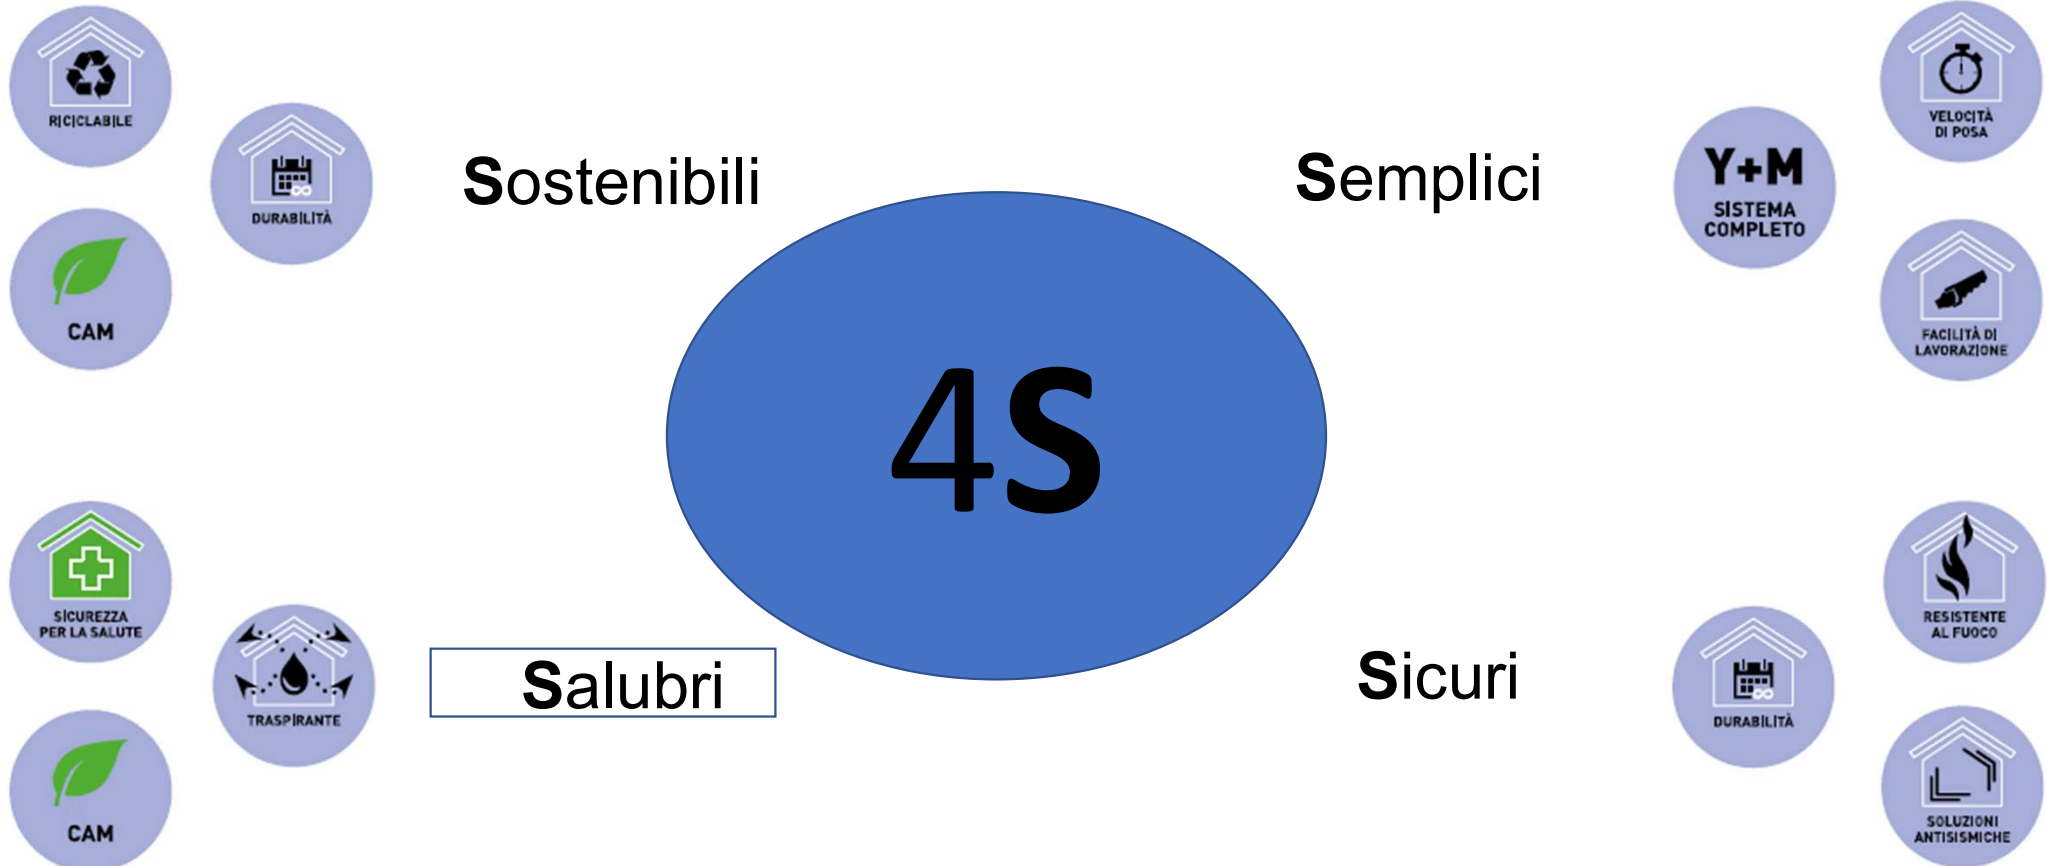 RICICLABILE
DURABILITÀ
CAM
Sostenibili
Semplici
VELOCITÀ
DI POSA
Y+M
SISTEMA
COMPLETO
FACILITÀ DI
LAVORAZIONE
4S
SICUREZZA
PER LA SALUTE
TRASPIRANTE
CAM
Salubri
Sicuri
RESISTENTE
AL FUOCO
DURABILITÀ
SOLUZIONI
ANTISISMICHE